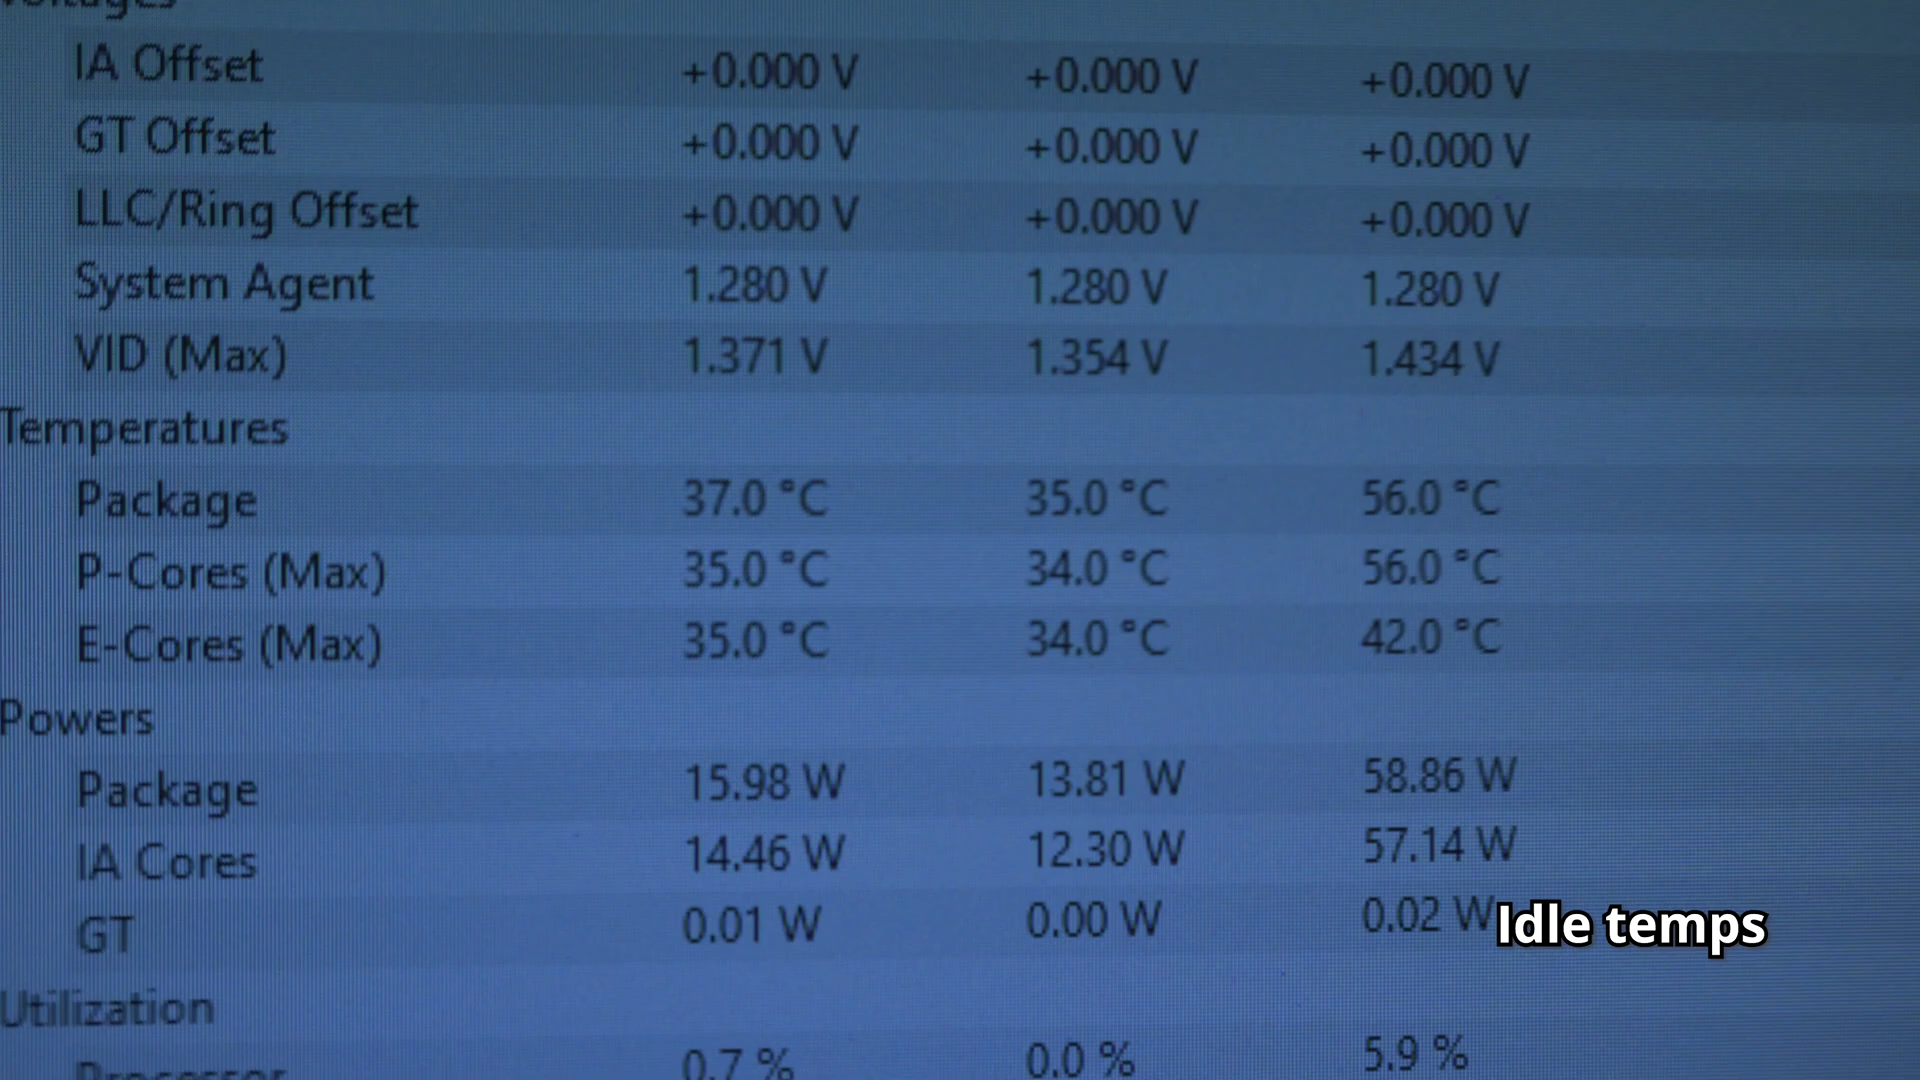 Voltages
IA Offset +0.000 V +0.000 V +0.000 V
GT Offset +0.000 V +0.000 V +0.000 V
LLC/Ring Offset +0.000 V +0.000 V +0.000 V
System Agent 1.280 V 1.280 V 1.280 V
VID (Max) 1.371 V 1.354 V 1.434 V
Temperatures
Package 37.0 °C 35.0 °C 56.0 °C
P-Cores (Max) 35.0 °C 34.0 °C 56.0 °C
E-Cores (Max) 35.0 °C 34.0 °C 42.0 °C
Powers
Package 15.98 W 13.81 W 58.86 W
IA Cores 14.46 W 12.30 W 57.14 W
GT 0.01 W 0.00 W 0.02 W
Idle temps
Utilization
Processor 0.7 % 0.0 % 5.9 %